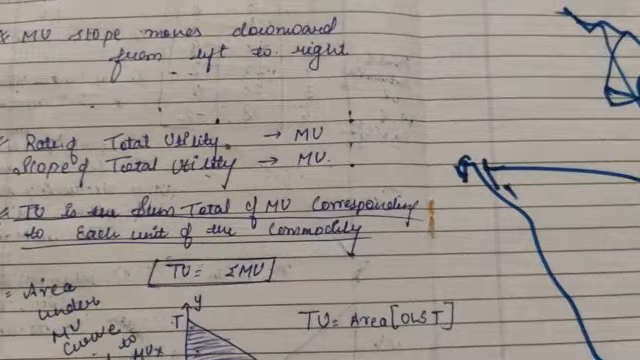 * MU slope moves downward
from left to right
= Rate of Total Utility. → MU
Slope of Total Utility → MU.
= TU is the Sum Total of MU Corresponding
to Each unit of the Commodity
[TU = ΣMU]
= Area
under
MU
Curve
to
MUx
y
T
TU = Area [OLST]